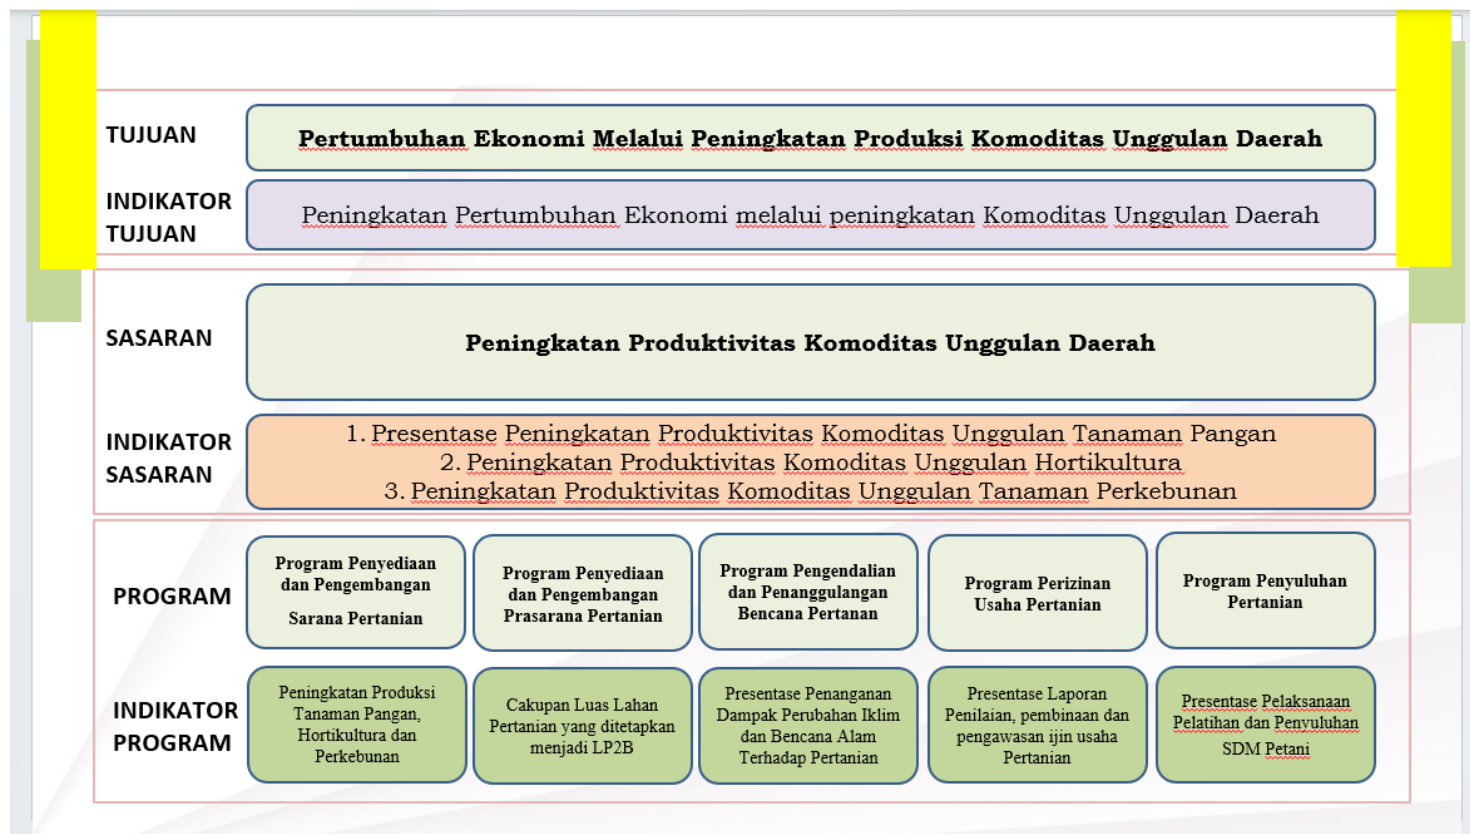 TUJUAN
Pertumbuhan Ekonomi Melalui Peningkatan Produksi Komoditas Unggulan Daerah
INDIKATOR
TUJUAN
Peningkatan Pertumbuhan Ekonomi melalui peningkatan Komoditas Unggulan Daerah
SASARAN
Peningkatan Produktivitas Komoditas Unggulan Daerah
INDIKATOR
SASARAN
1. Presentase Peningkatan Produktivitas Komoditas Unggulan Tanaman Pangan
2. Peningkatan Produktivitas Komoditas Unggulan Hortikultura
3. Peningkatan Produktivitas Komoditas Unggulan Tanaman Perkebunan
PROGRAM
Program Penyediaan
dan Pengembangan
Sarana Pertanian
Program Penyediaan
dan Pengembangan
Prasarana Pertanian
Program Pengendalian
dan Penanggulangan
Bencana Pertanan
Program Perizinan
Usaha Pertanian
Program Penyuluhan
Pertanian
INDIKATOR
PROGRAM
Peningkatan Produksi
Tanaman Pangan,
Hortikultura dan
Perkebunan
Cakupan Luas Lahan
Pertanian yang ditetapkan
menjadi LP2B
Presentase Penanganan
Dampak Perubahan Iklim
dan Bencana Alam
Terhadap Pertanian
Presentase Laporan
Penilaian, pembinaan dan
pengawasan ijin usaha
Pertanian
Presentase Pelaksanaan
Pelatihan dan Penyuluhan
SDM Petani